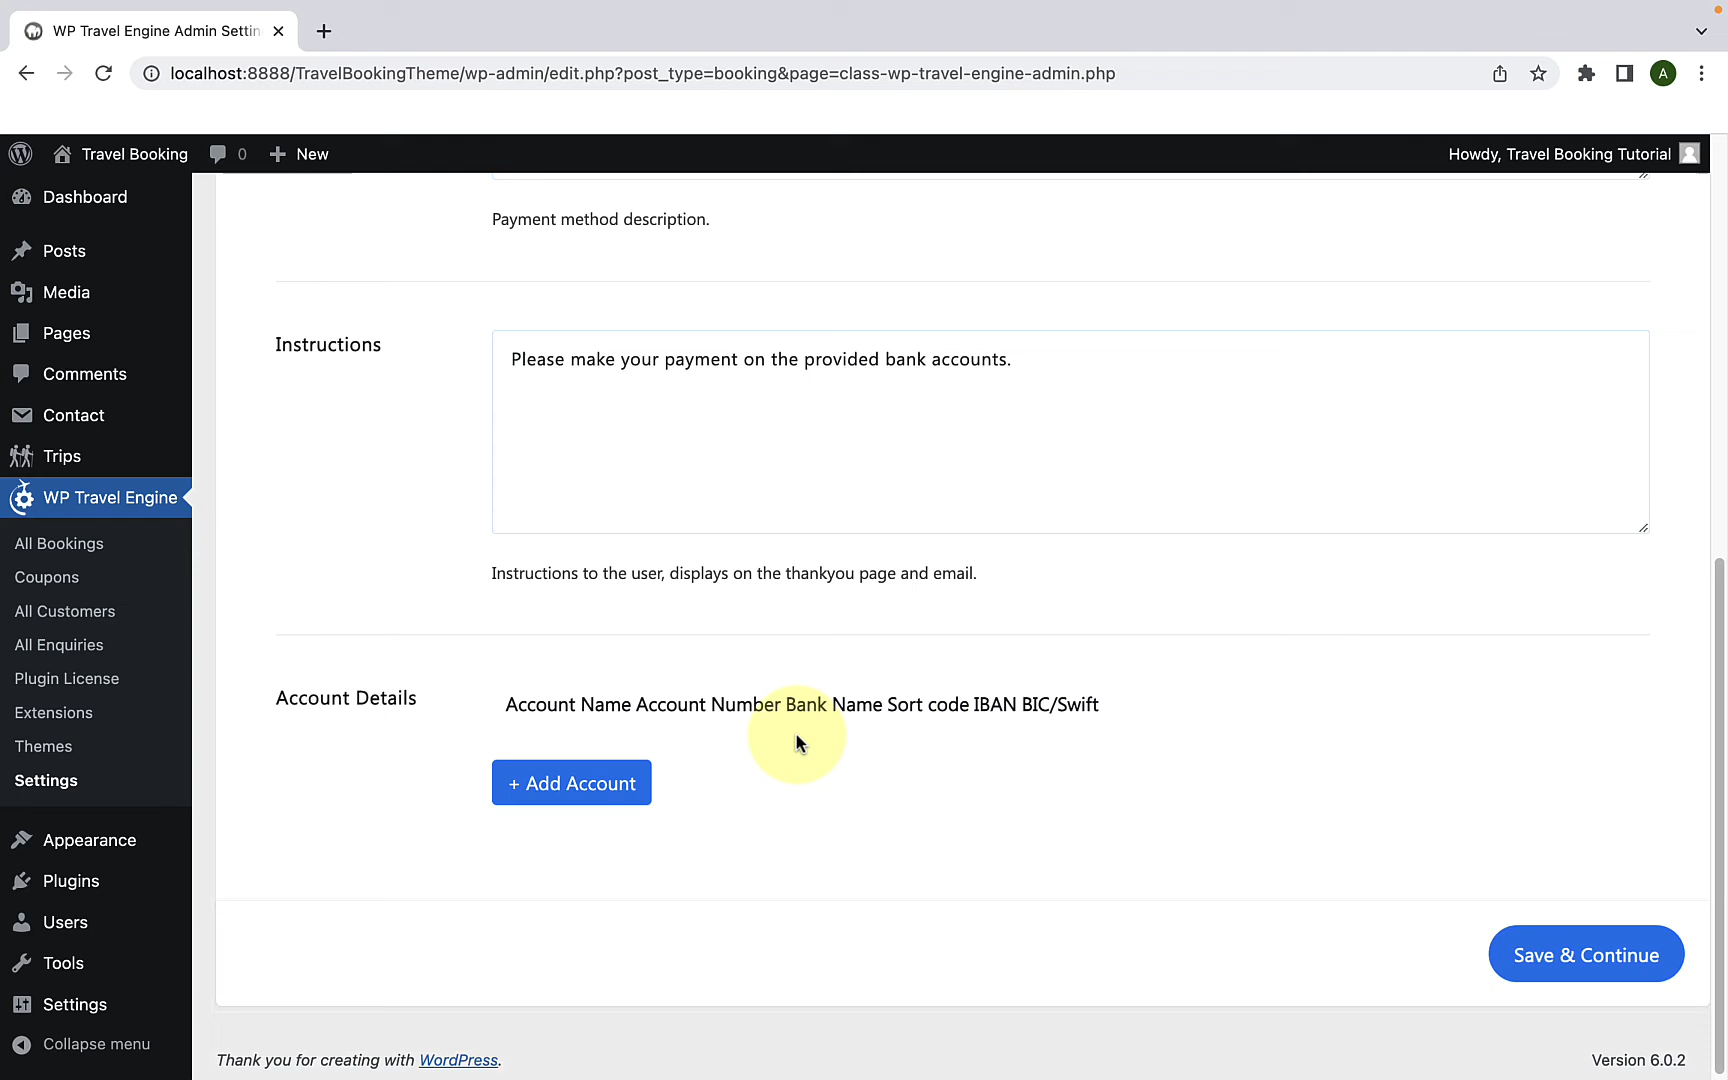 WP Travel Engine Admin Settin
localhost:8888/TravelBookingTheme/wp-admin/edit.php?post_type=booking&page=class-wp-travel-engine-admin.php
A
Travel Booking
0
New
Howdy, Travel Booking Tutorial
Dashboard
Posts
Media
Pages
Comments
Contact
Trips
WP Travel Engine
All Bookings
Coupons
All Customers
All Enquiries
Plugin License
Extensions
Themes
Settings
Appearance
Plugins
Users
Tools
Settings
Collapse menu
Payment method description.
Instructions
Please make your payment on the provided bank accounts.
Instructions to the user, displays on the thankyou page and email.
Account Details
Account Name Account Number Bank Name Sort code IBAN BIC/Swift
+ Add Account
Save & Continue
Thank you for creating with WordPress.
Version 6.0.2